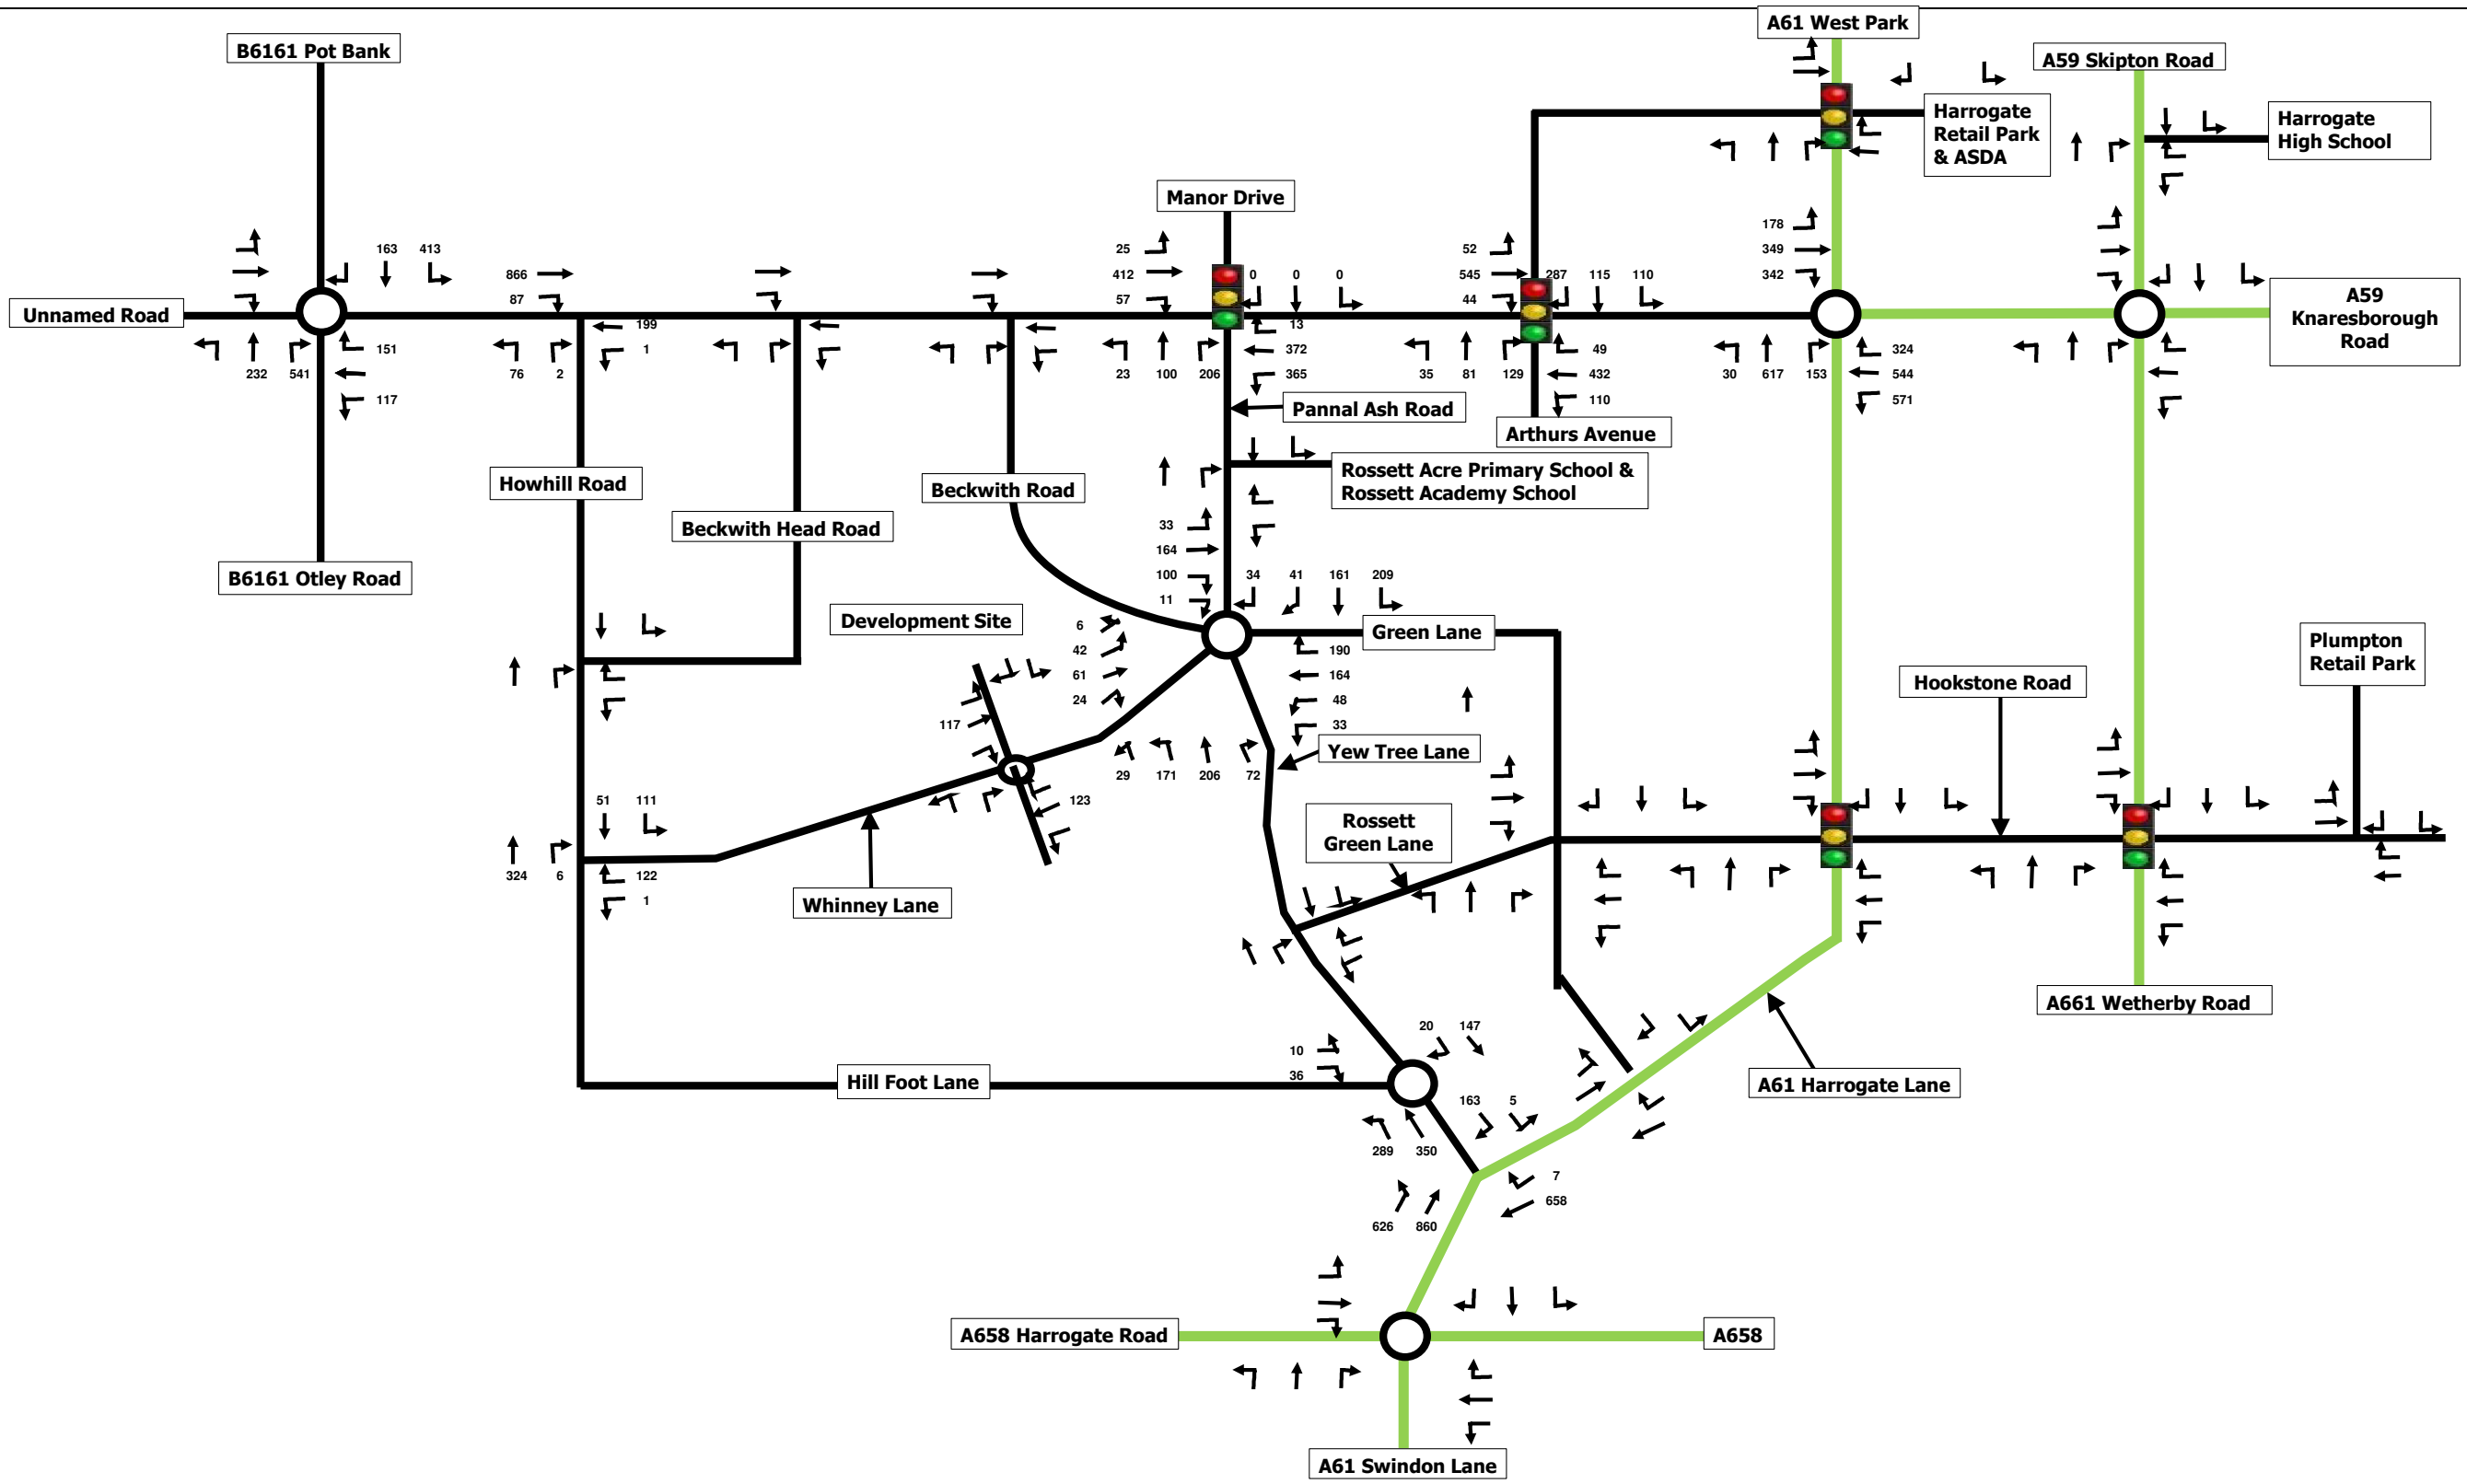 A61 West Park
B6161 Pot Bank
A59 Skipton Road
Harrogate
Retail Park
& ASDA
Harrogate
High School
Manor Drive
163 413
866
87
25
412
57
0 0 0
52
545
44
287 115 110
178
349
342
Unnamed Road
A59
Knaresborough
Road
199
1
13
372
365
151
117
232 541
76 2
23 100 206
35 81 129
49
432
110
30 617 153
324
544
571
Pannal Ash Road
Arthurs Avenue
Howhill Road
Beckwith Road
Rossett Acre Primary School &
Rossett Academy School
Beckwith Head Road
B6161 Otley Road
33
164
100
11
34 41 161 209
Development Site
Green Lane
6
42
61
24
190
164
48
33
Plumpton
Retail Park
Hookstone Road
117
Yew Tree Lane
29 171 206 72
123
51 111
Rossett
Green Lane
324 6
122
1
Whinney Lane
A661 Wetherby Road
20 147
10
36
Hill Foot Lane
A61 Harrogate Lane
163 5
289 350
7
658
626 860
A658 Harrogate Road
A658
A61 Swindon Lane